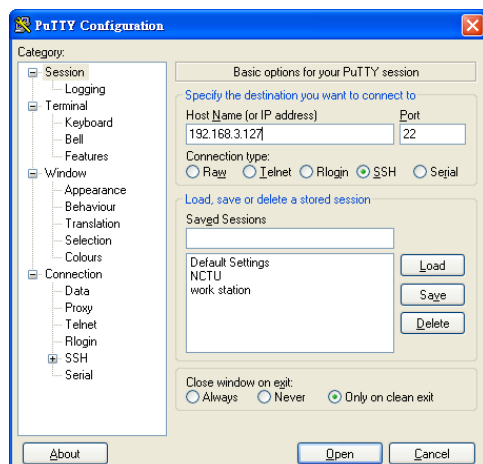 PuTTY Configuration
Category:
Session
Logging
Terminal
Keyboard
Bell
Features
Window
Appearance
Behaviour
Translation
Selection
Colours
Connection
Data
Proxy
Telnet
Rlogin
SSH
Serial
Basic options for your PuTTY session
Specify the destination you want to connect to
Host Name (or IP address) Port
192.168.3.127 22
Connection type:
Raw Telnet Rlogin SSH Serial
Load, save or delete a stored session
Saved Sessions
Default Settings
NCTU
work station
Load
Save
Delete
Close window on exit:
Always Never Only on clean exit
About Open Cancel